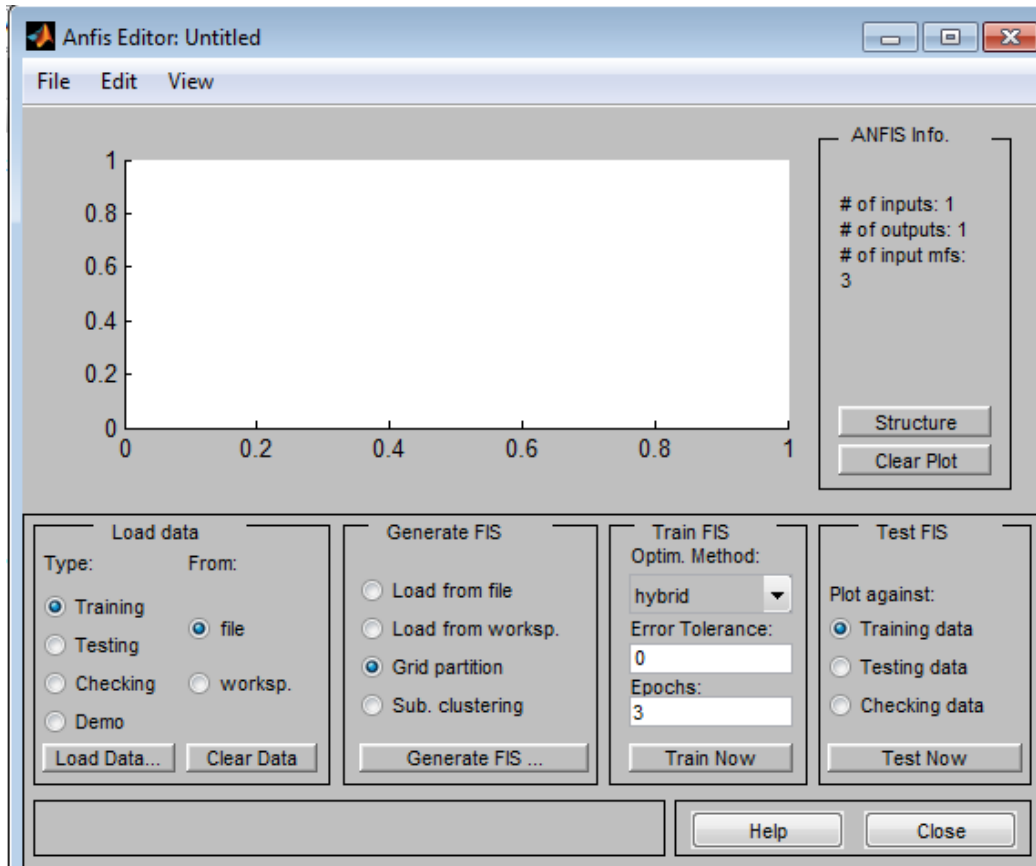 Anfis Editor: Untitled
File Edit View
ANFIS Info.
# of inputs: 1
# of outputs: 1
# of input mfs:
3
Structure
Clear Plot
1
0.8
0.6
0.4
0.2
0
0 0.2 0.4 0.6 0.8 1
Load data
Type: From:
Training
Testing
Checking
Demo
file
worksp.
Load Data... Clear Data
Generate FIS
Load from file
Load from worksp.
Grid partition
Sub. clustering
Generate FIS ...
Train FIS
Optim. Method:
hybrid
Error Tolerance:
0
Epochs:
3
Train Now
Test FIS
Plot against:
Training data
Testing data
Checking data
Test Now
Help Close